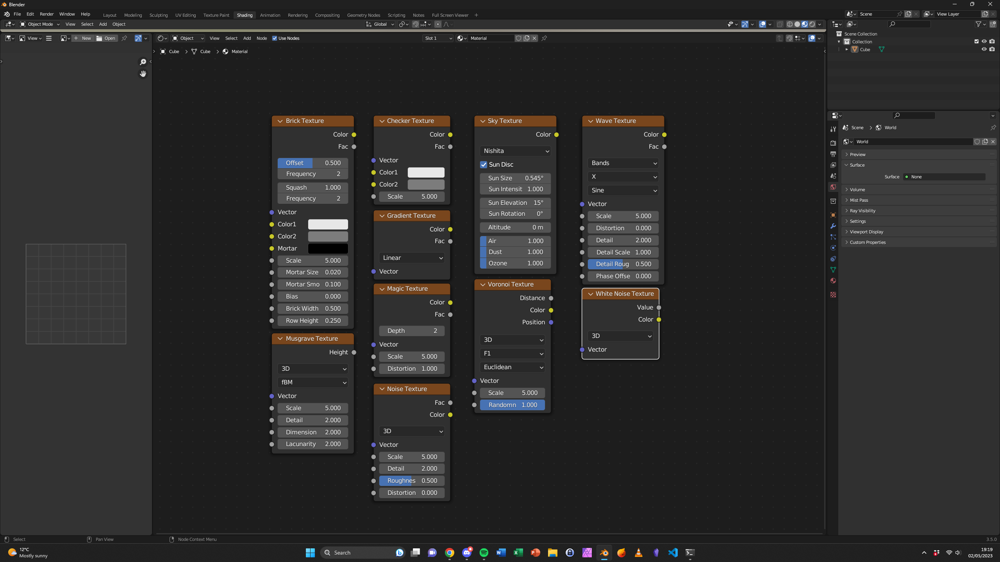 Blender
File Edit Render Window Help Layout Modeling Sculpting UV Editing Texture Paint Shading Animation Rendering Compositing Geometry Nodes Scripting Notes Full Screen Viewer + Scene View Layer
Object Mode View Select Add Object Global
View New Open Object View Select Add Node Use Nodes Slot 1 Material
Cube > Cube > Material
Scene Collection
Collection
Cube
Brick Texture
Color
Fac
Offset 0.500
Frequency 2
Squash 1.000
Frequency 2
Vector
Color1
Color2
Mortar
Scale 5.000
Mortar Size 0.020
Mortar Smo 0.100
Bias 0.000
Brick Width 0.500
Row Height 0.250
Musgrave Texture
Height
3D
fBM
Vector
Scale 5.000
Detail 2.000
Dimension 2.000
Lacunarity 2.000
Checker Texture
Color
Fac
Vector
Color1
Color2
Scale 5.000
Gradient Texture
Color
Fac
Linear
Vector
Magic Texture
Color
Fac
Depth 2
Vector
Scale 5.000
Distortion 1.000
Noise Texture
Fac
Color
3D
Vector
Scale 5.000
Detail 2.000
Roughnes 0.500
Distortion 0.000
Sky Texture
Color
Nishita
Sun Disc
Sun Size 0.545°
Sun Intensit 1.000
Sun Elevation 15°
Sun Rotation 0°
Altitude 0 m
Air 1.000
Dust 1.000
Ozone 1.000
Voronoi Texture
Distance
Color
Position
3D
F1
Euclidean
Vector
Scale 5.000
Randomn 1.000
Wave Texture
Color
Fac
Bands
X
Sine
Vector
Scale 5.000
Distortion 0.000
Detail 2.000
Detail Scale 1.000
Detail Roug 0.500
Phase Offse 0.000
White Noise Texture
Value
Color
3D
Vector
Scene > World
World
Preview
Surface
Surface None
Volume
Mist Pass
Ray Visibility
Settings
Viewport Display
Custom Properties
Select Pan View Node Context Menu 3.5.0
12°C
Mostly sunny
Search
19:19
02/05/2023